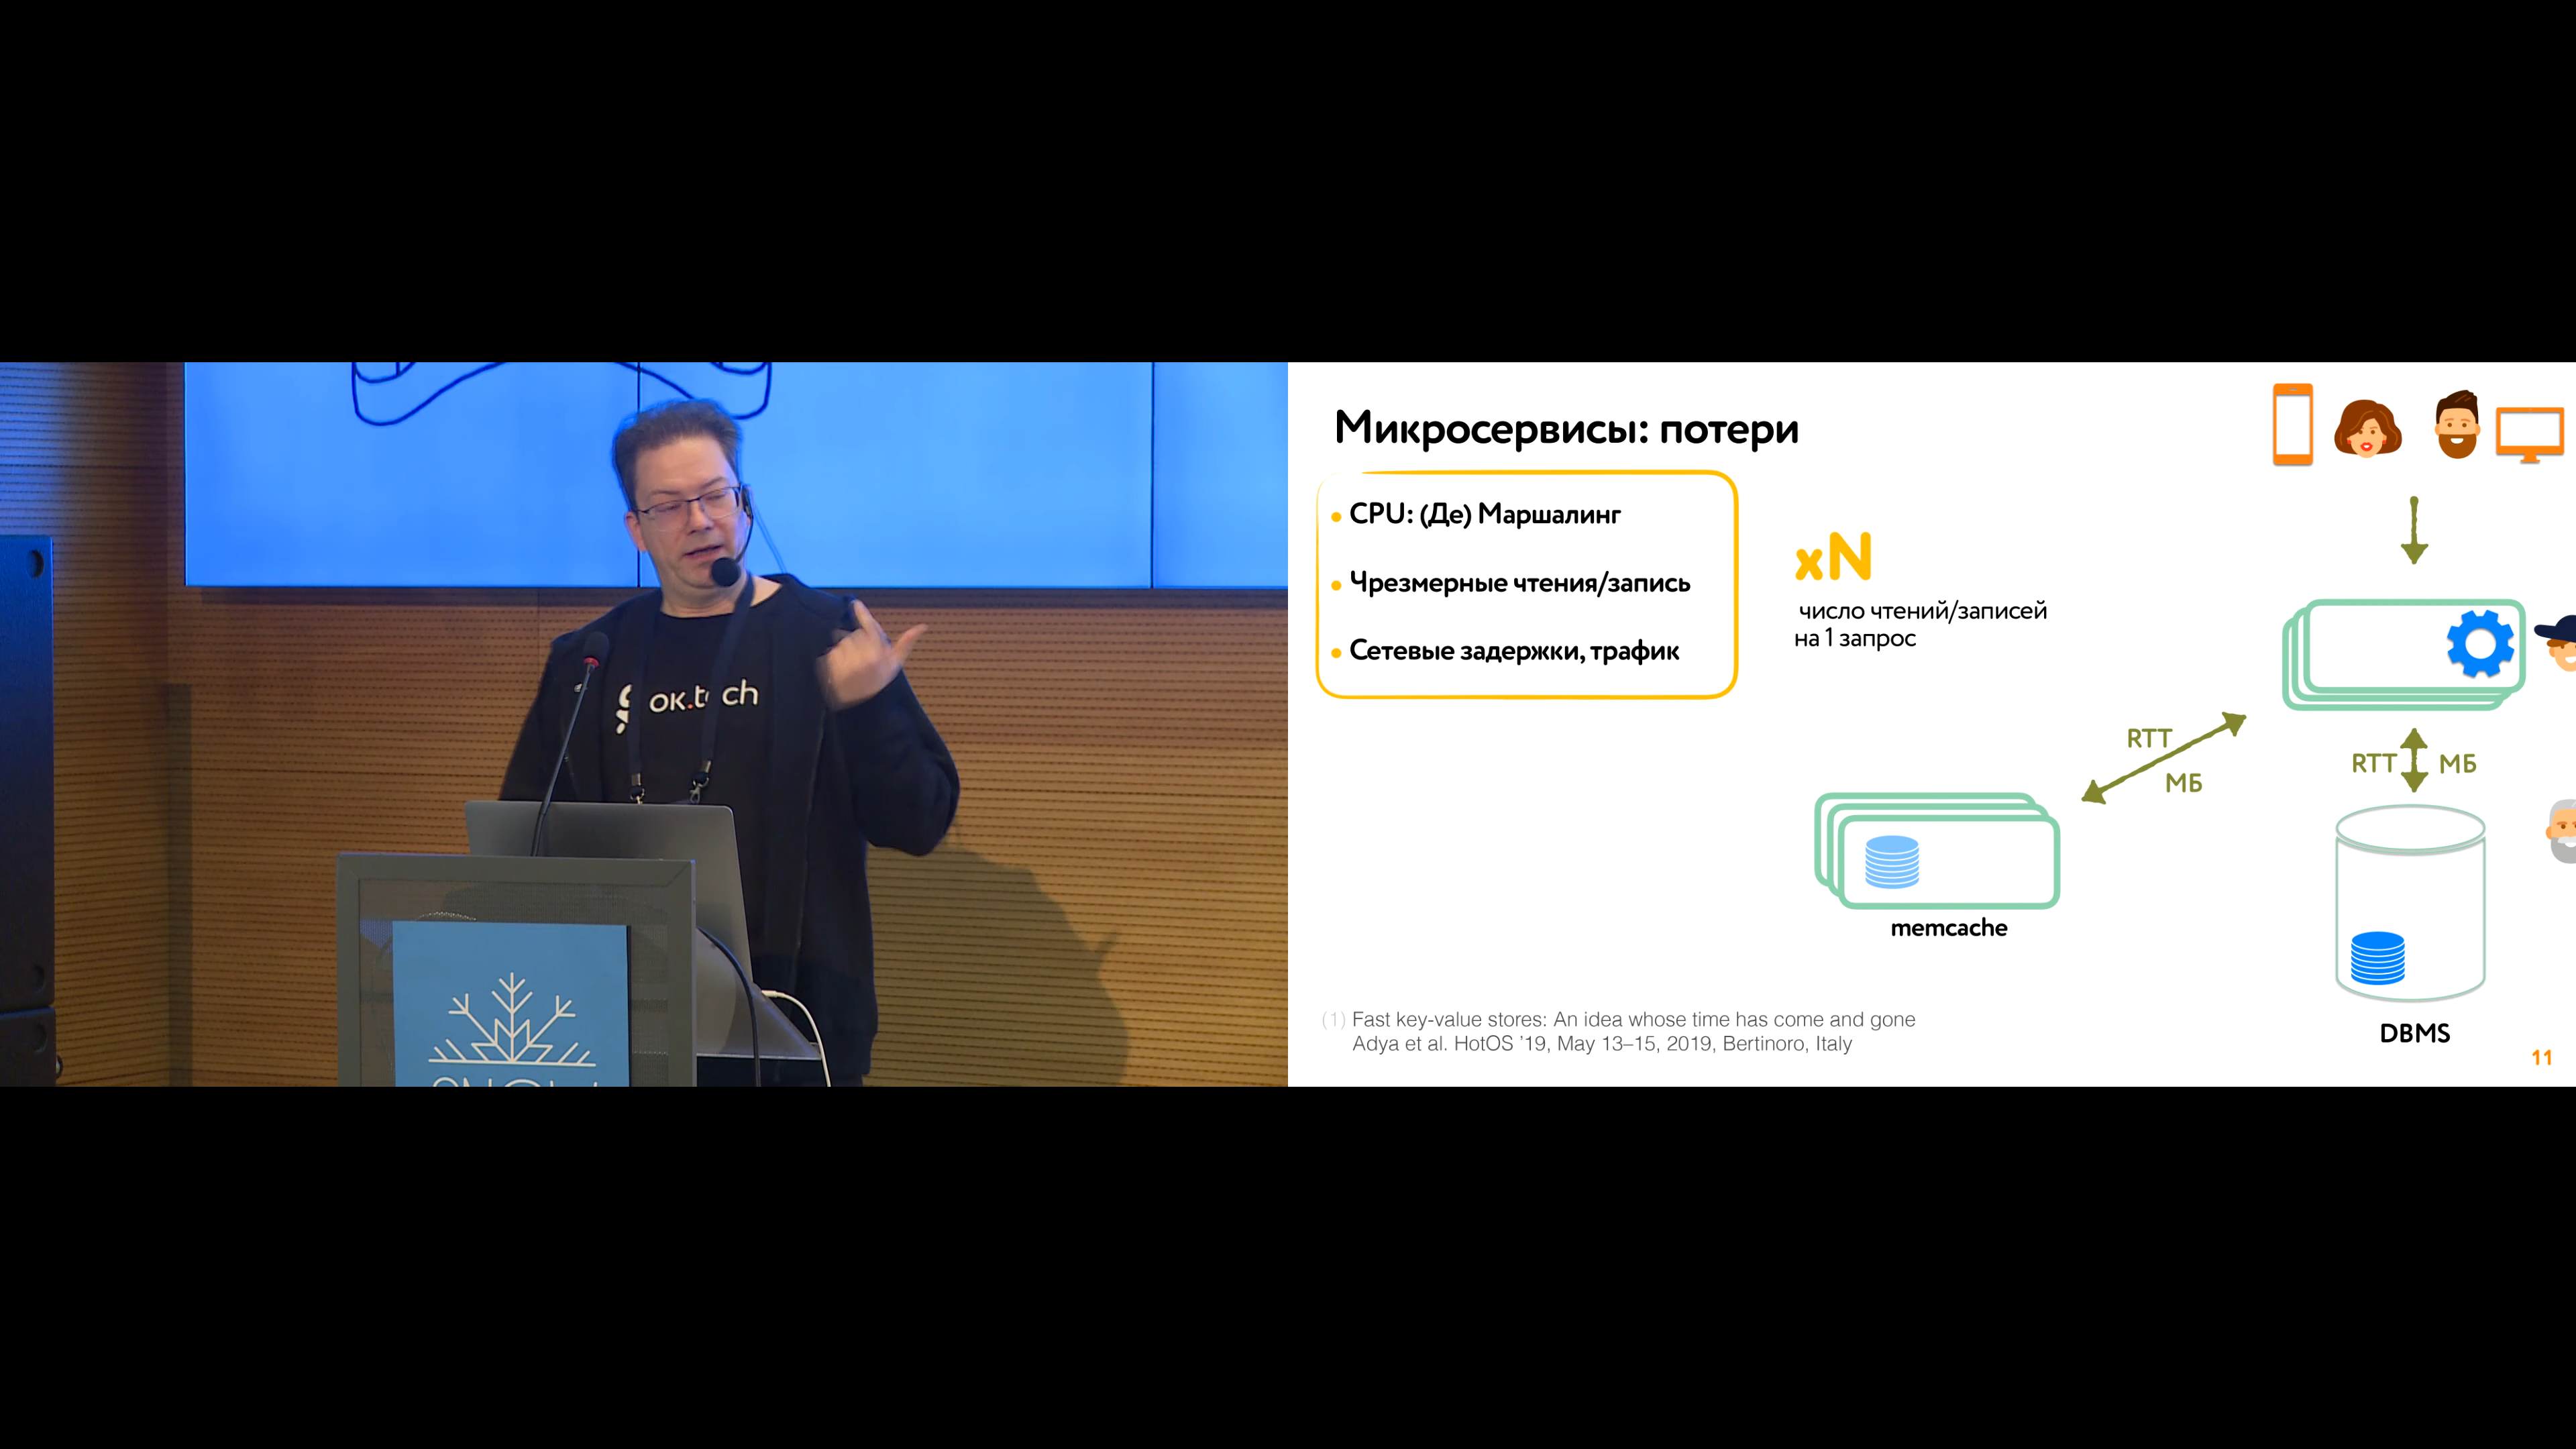 ok.tech
Микросервисы: потери
• CPU: (Де) Маршалинг
• Чрезмерные чтения/запись
• Сетевые задержки, трафик
xN
число чтений/записей
на 1 запрос
RTT
МБ
RTT
МБ
memcache
DBMS
(1) Fast key-value stores: An idea whose time has come and gone
Adya et al. HotOS ’19, May 13–15, 2019, Bertinoro, Italy
11